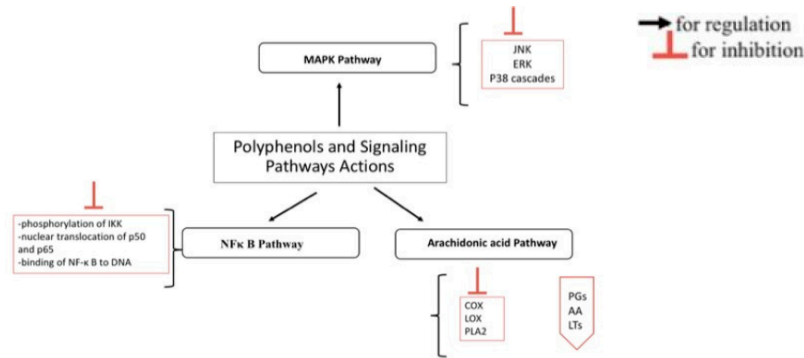 for regulation
for inhibition
JNK
ERK
P38 cascades
MAPK Pathway
Polyphenols and Signaling
Pathways Actions
-phosphorylation of IKK
-nuclear translocation of p50
and p65
-binding of NF-κ B to DNA
NFκ B Pathway
Arachidonic acid Pathway
COX
LOX
PLA2
PGs
AA
LTs